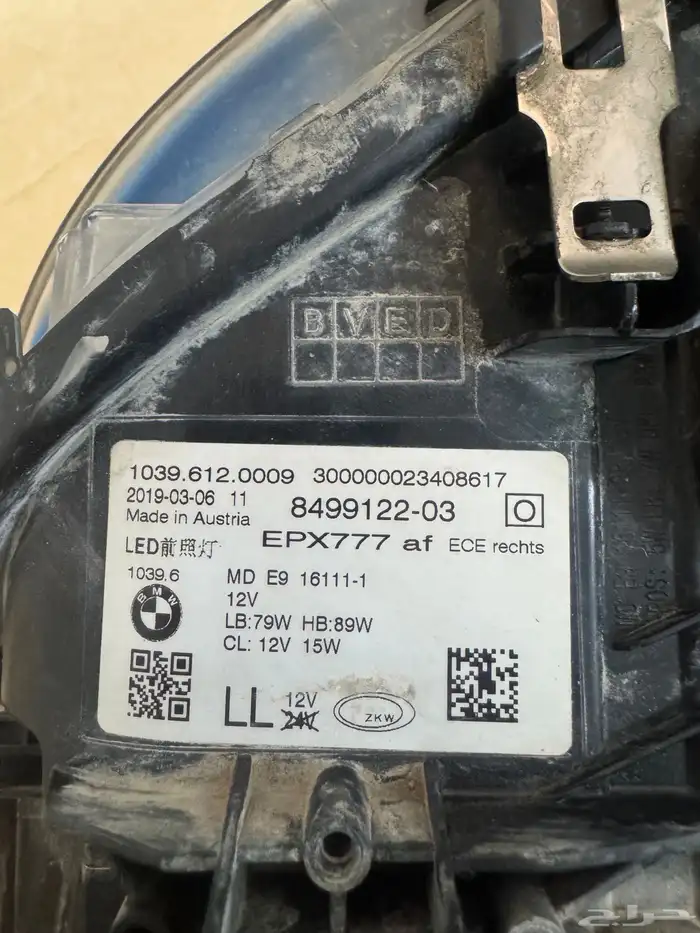 BVED
1039.612.0009 300000023408617
2019-03-06 11 8499122-03
Made in Austria
LED前照灯 EPX777 af ECE rechts
1039.6 MD E9 16111-1
BMW 12V
LB:79W HB:89W
CL: 12V 15W
LL 12V
24V
ZKW
حراج